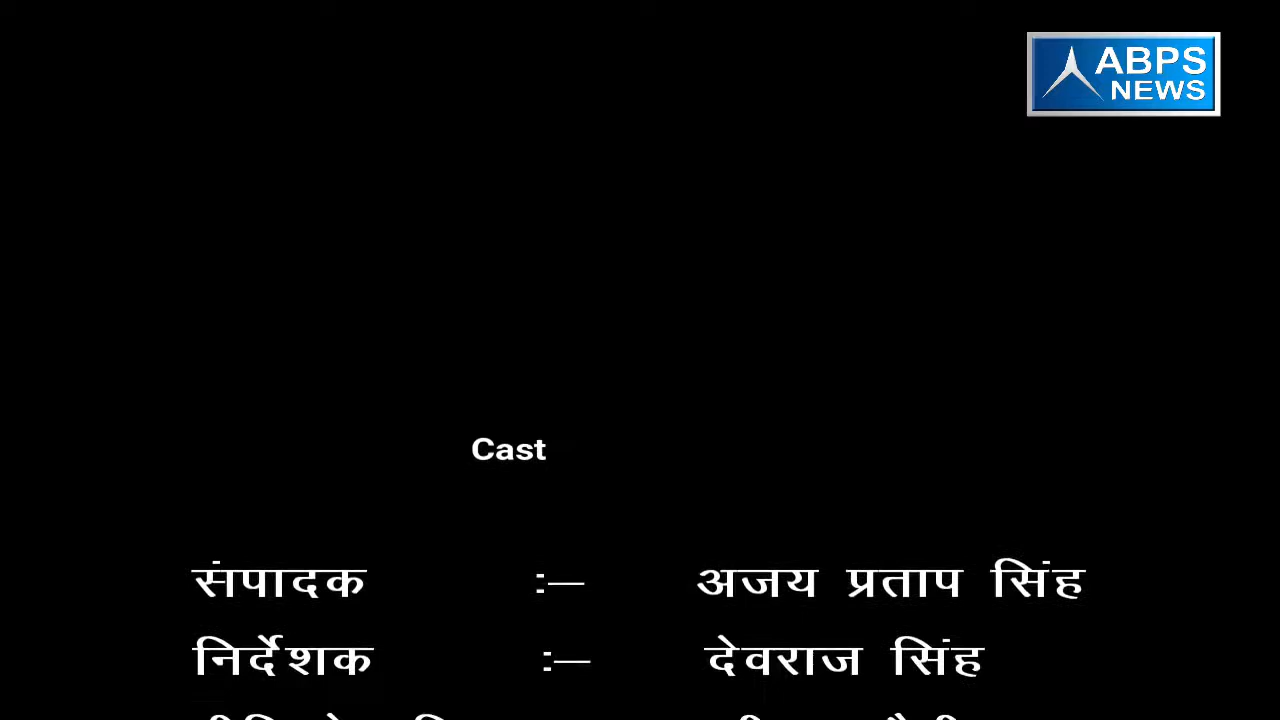 ABPS
NEWS
Cast
संपादक :— अजय प्रताप सिंह
निर्देशक :— देवराज सिंह